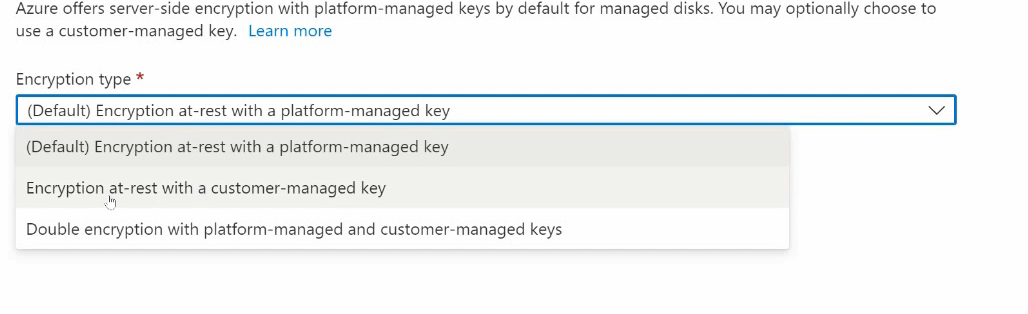 Azure offers server-side encryption with platform-managed keys by default for managed disks. You may optionally choose to
use a customer-managed key. Learn more
Encryption type *
(Default) Encryption at-rest with a platform-managed key
(Default) Encryption at-rest with a platform-managed key
Encryption at-rest with a customer-managed key
Double encryption with platform-managed and customer-managed keys